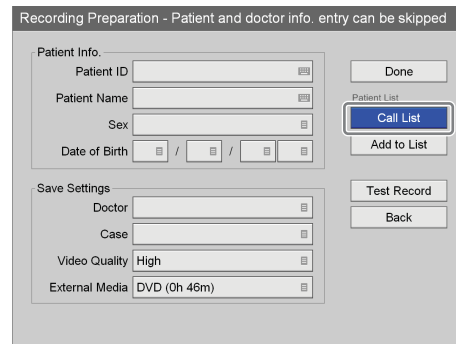 Recording Preparation - Patient and doctor info. entry can be skipped
Patient Info.
Patient ID
Patient Name
Sex
Date of Birth / /
Done
Patient List
Call List
Add to List
Save Settings
Doctor
Case
Video Quality High
External Media DVD (0h 46m)
Test Record
Back